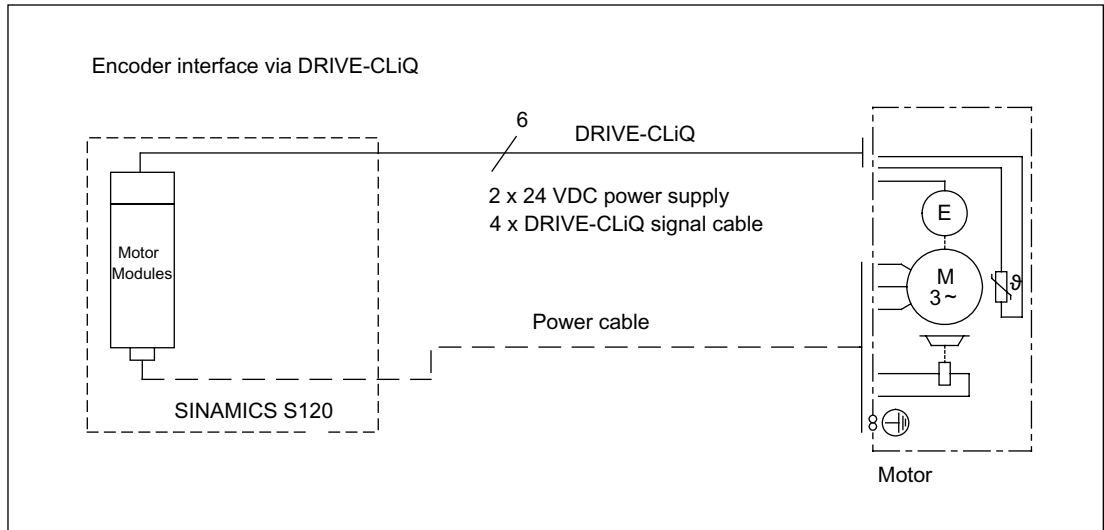 Encoder interface via DRIVE-CLiQ
6
DRIVE-CLiQ
2 x 24 VDC power supply
4 x DRIVE-CLiQ signal cable
E
Motor
Modules
M
3 ~
ϑ
Power cable
SINAMICS S120
Motor